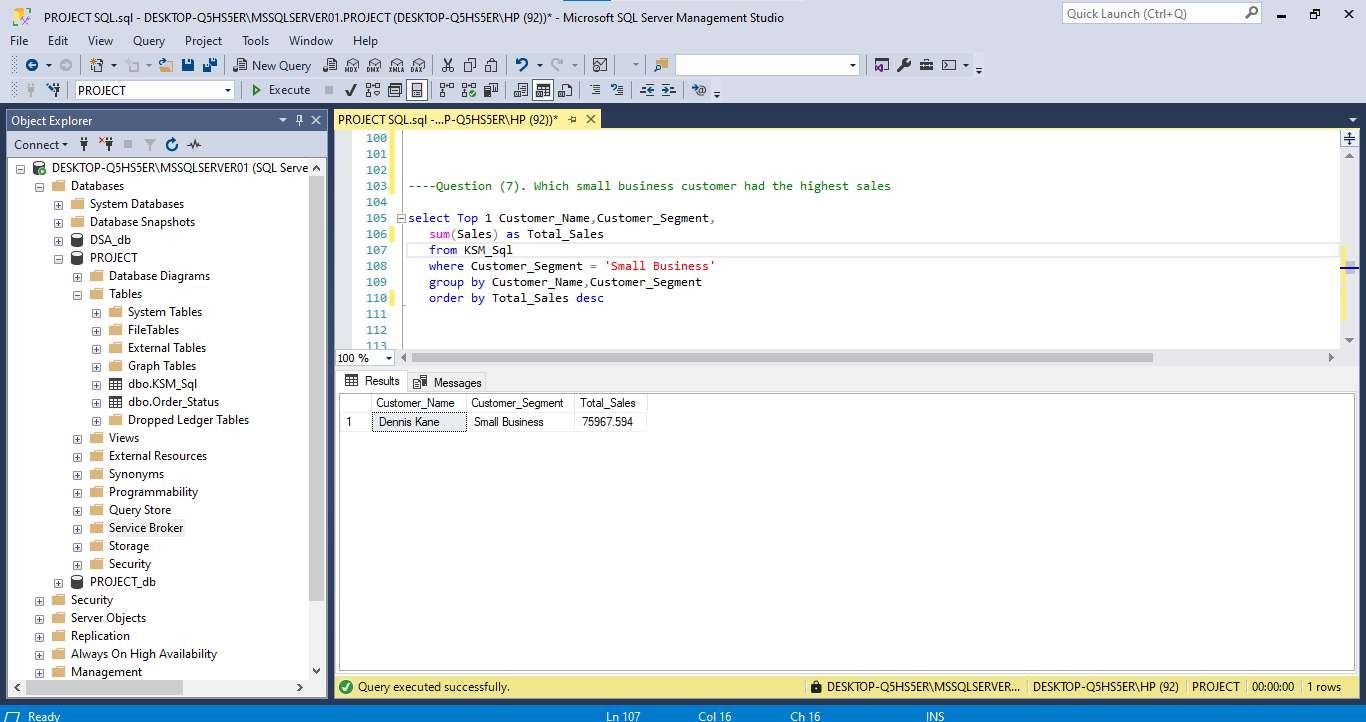 PROJECT SQL.sql - DESKTOP-Q5HS5ER\MSSQLSERVER01.PROJECT (DESKTOP-Q5HS5ER\HP (92))* - Microsoft SQL Server Management Studio
Quick Launch (Ctrl+Q)
File Edit View Query Project Tools Window Help
New Query MDX DMX XMLA DAX
PROJECT Execute
Object Explorer
PROJECT SQL.sql -...P-Q5HS5ER\HP (92))*
Connect
DESKTOP-Q5HS5ER\MSSQLSERVER01 (SQL Serve
Databases
System Databases
Database Snapshots
DSA_db
PROJECT
Database Diagrams
Tables
System Tables
FileTables
External Tables
Graph Tables
dbo.KSM_Sql
dbo.Order_Status
Dropped Ledger Tables
Views
External Resources
Synonyms
Programmability
Query Store
Service Broker
Storage
Security
PROJECT_db
Security
Server Objects
Replication
Always On High Availability
Management
100
101
102
103 ----Question (7). Which small business customer had the highest sales
104
105 select Top 1 Customer_Name,Customer_Segment,
106 sum(Sales) as Total_Sales
107 from KSM_Sql
108 where Customer_Segment = 'Small Business'
109 group by Customer_Name,Customer_Segment
110 order by Total_Sales desc
111
112
113
100 %
Results Messages
Customer_Name Customer_Segment Total_Sales
1 Dennis Kane Small Business 75967.594
Query executed successfully. DESKTOP-Q5HS5ER\MSSQLSERVER... DESKTOP-Q5HS5ER\HP (92) PROJECT 00:00:00 1 rows
Ready Ln 107 Col 16 Ch 16 INS